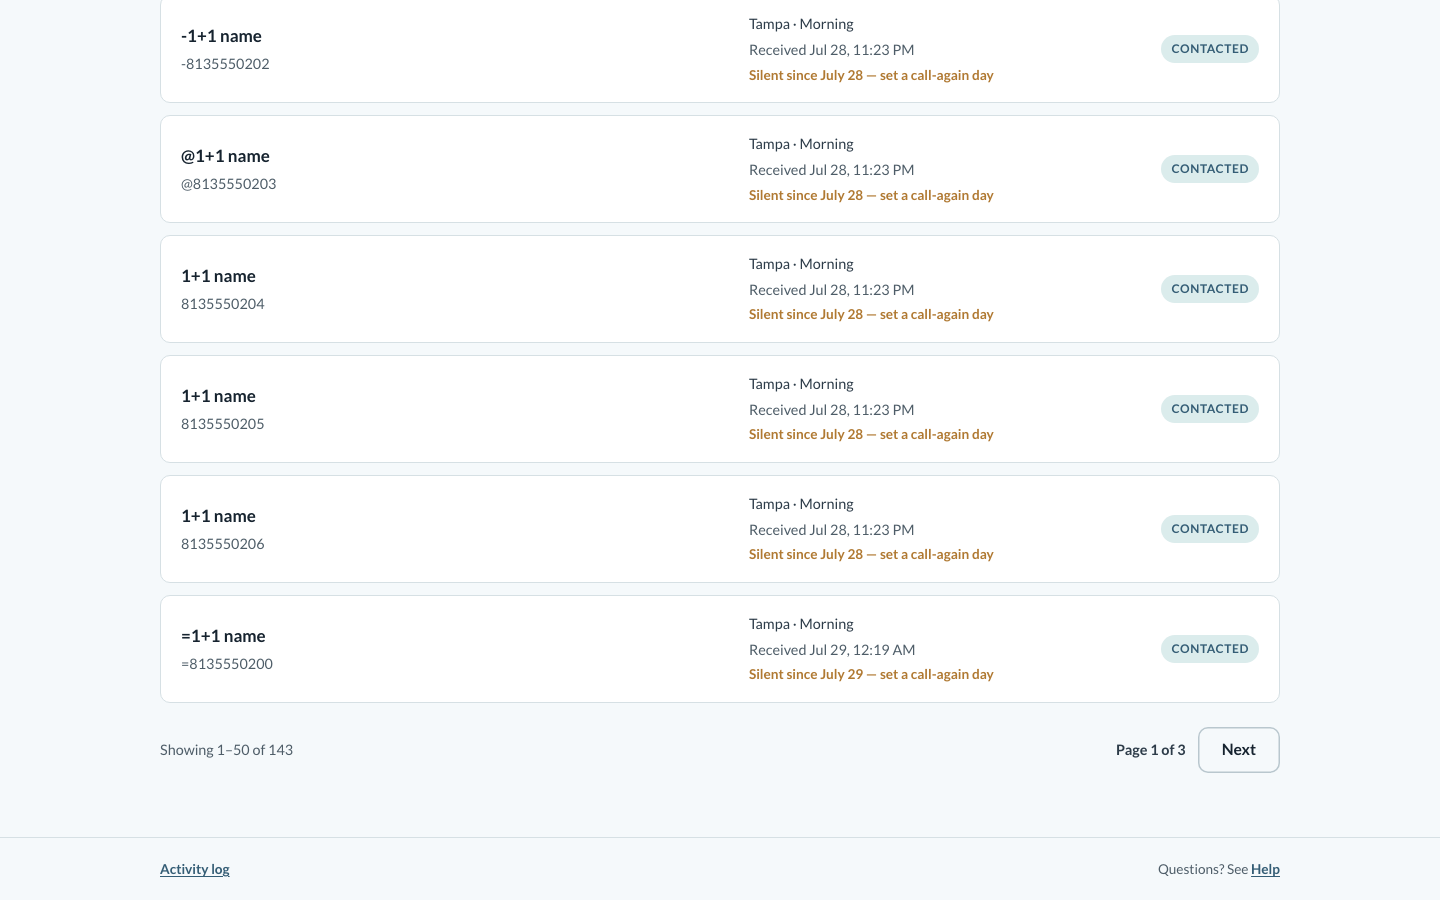 -1+1 name
-8135550202
Tampa · Morning
Received Jul 28, 11:23 PM
Silent since July 28 — set a call-again day
CONTACTED
@1+1 name
@8135550203
Tampa · Morning
Received Jul 28, 11:23 PM
Silent since July 28 — set a call-again day
CONTACTED
1+1 name
8135550204
Tampa · Morning
Received Jul 28, 11:23 PM
Silent since July 28 — set a call-again day
CONTACTED
1+1 name
8135550205
Tampa · Morning
Received Jul 28, 11:23 PM
Silent since July 28 — set a call-again day
CONTACTED
1+1 name
8135550206
Tampa · Morning
Received Jul 28, 11:23 PM
Silent since July 28 — set a call-again day
CONTACTED
=1+1 name
=8135550200
Tampa · Morning
Received Jul 29, 12:19 AM
Silent since July 29 — set a call-again day
CONTACTED
Showing 1–50 of 143
Page 1 of 3
Next
Activity log
Questions? See Help